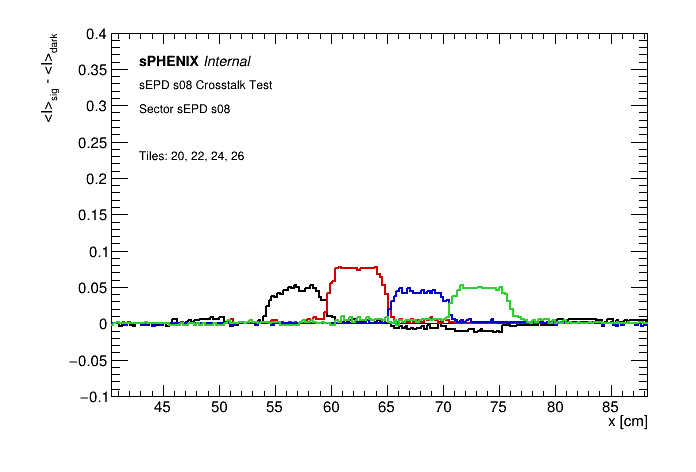 <I>sig - <I>dark
0.4
0.35
0.3
0.25
0.2
0.15
0.1
0.05
0
−0.05
−0.1
sPHENIX Internal
sEPD s08 Crosstalk Test
Sector sEPD s08
Tiles: 20, 22, 24, 26
45 50 55 60 65 70 75 80 85
x [cm]